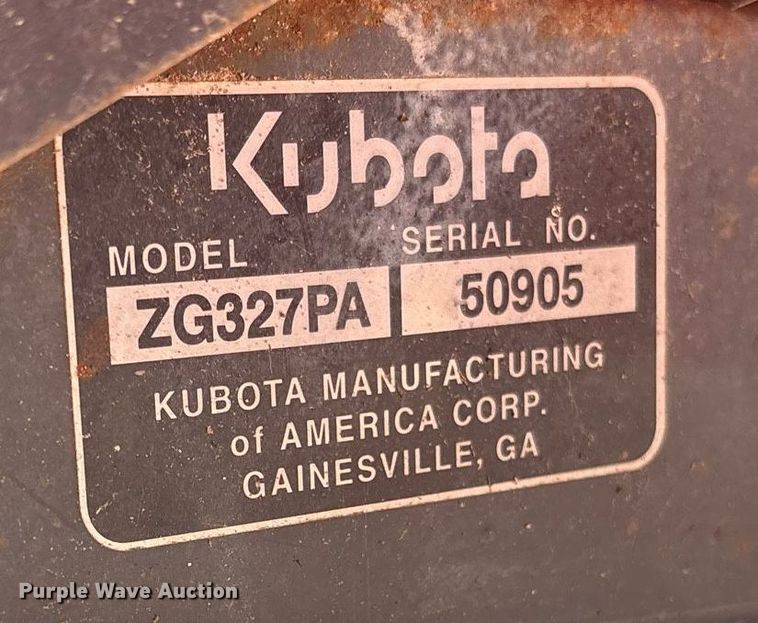 Kubota
MODEL SERIAL NO.
ZG327PA 50905
KUBOTA MANUFACTURING
of AMERICA CORP.
GAINESVILLE, GA
Purple Wave Auction